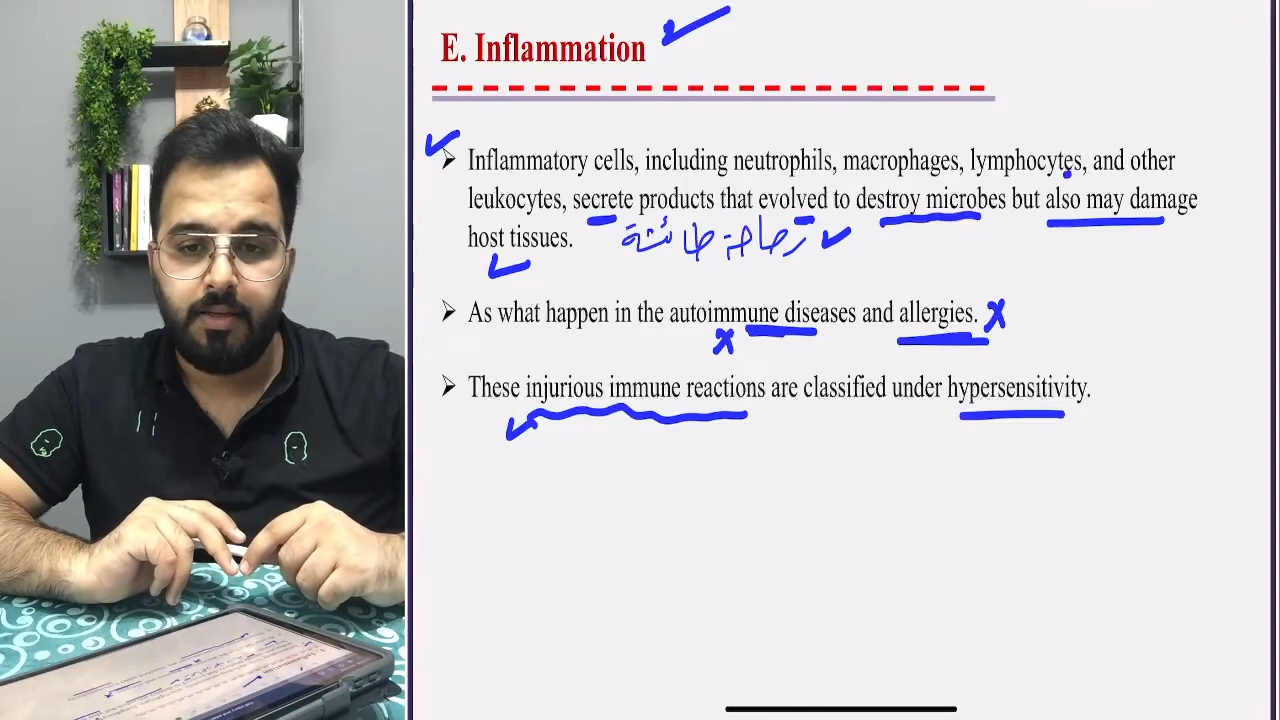 E. Inflammation
Inflammatory cells, including neutrophils, macrophages, lymphocytes, and other
leukocytes, secrete products that evolved to destroy microbes but also may damage
host tissues.
رصاصة طائشة
As what happen in the autoimmune diseases and allergies.
These injurious immune reactions are classified under hypersensitivity.